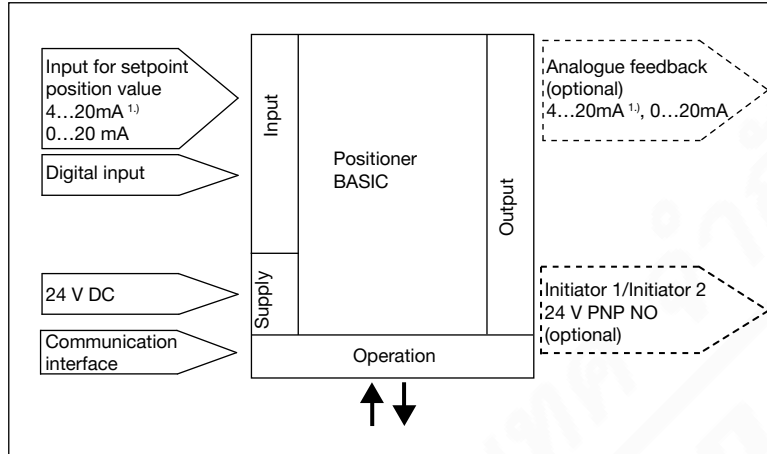 Input for setpoint
position value
4…20mA 1.)
0…20 mA
Digital input
24 V DC
Communication
interface
Input
Supply
Positioner
BASIC
Output
Operation
Analogue feedback
(optional)
4…20mA 1.), 0…20mA
Initiator 1/Initiator 2
24 V PNP NO
(optional)